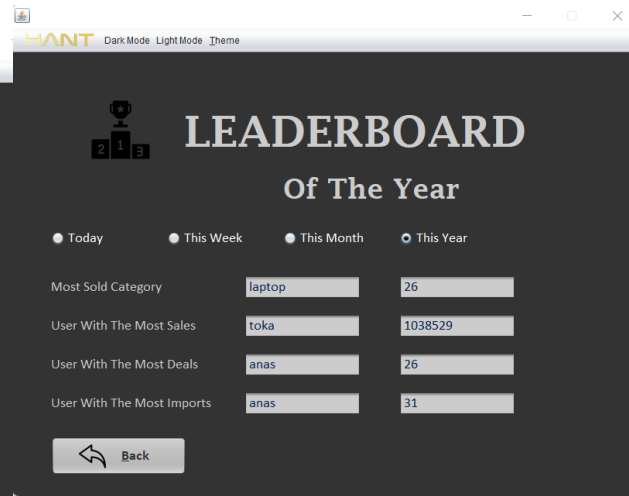 HANT Dark Mode Light Mode Theme
2 1 3
LEADERBOARD
Of The Year
Today This Week This Month This Year
Most Sold Category laptop 26
User With The Most Sales toka 1038529
User With The Most Deals anas 26
User With The Most Imports anas 31
Back